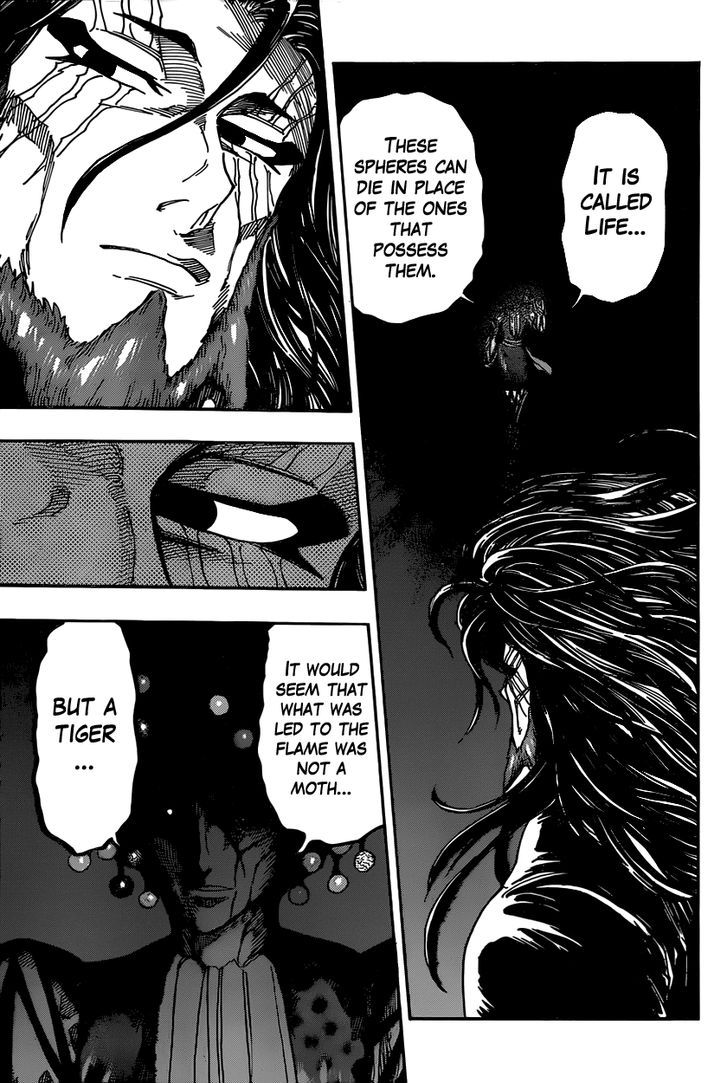 IT IS
CALLED
LIFE...
THESE
SPHERES CAN
DIE IN PLACE
OF THE ONES
THAT
POSSESS
THEM.
IT WOULD
SEEM THAT
WHAT WAS
LED TO THE
FLAME WAS
NOT A
MOTH...
BUT A
TIGER
...